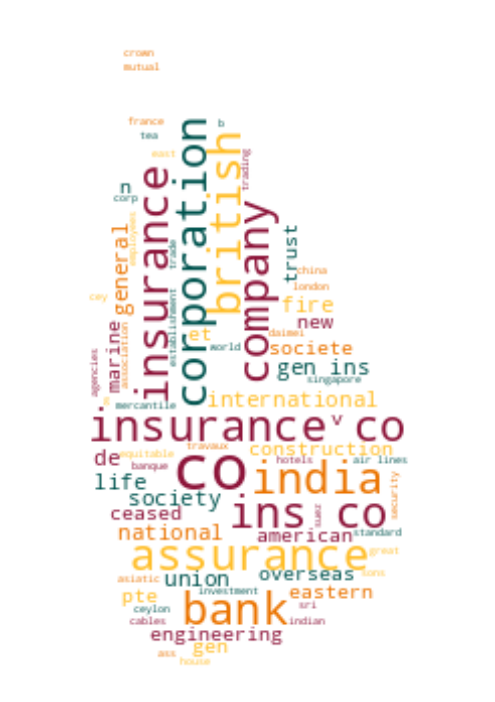 crown
mutual
france
b
tea
east
trading
n
corp
insurance
corporation
british
company
general
employees
trade
trust
china
london
cey
establishment
fire
new
et
marine
association
agencies
world
daimei
societe
gen ins
singapore
a
mercantile
international
insurance co
v
co
de
equitable
travaux
construction
banque
hotels
air lines
life
co
india
security
society
ceased
ins co
suez
national
american
standard
assurance
great
asiatic
union
overseas
sons
investment
pte
eastern
ceylon
bank
sri
cables
indian
engineering
gen
ass
house